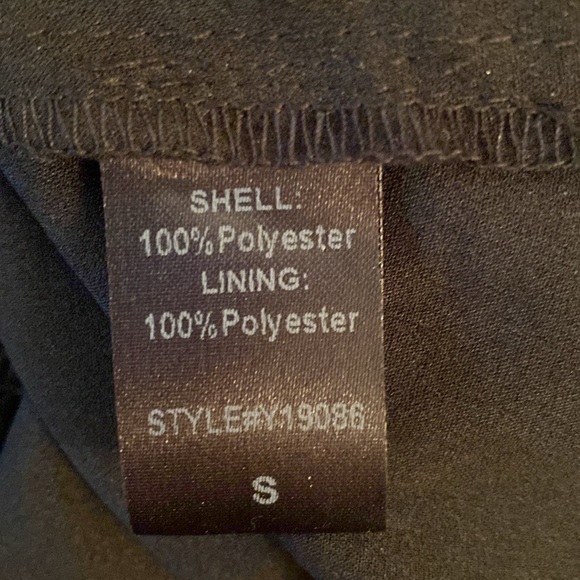 SHELL:
100%Polyester
LINING:
100%Polyester
STYLE#Y19086
S